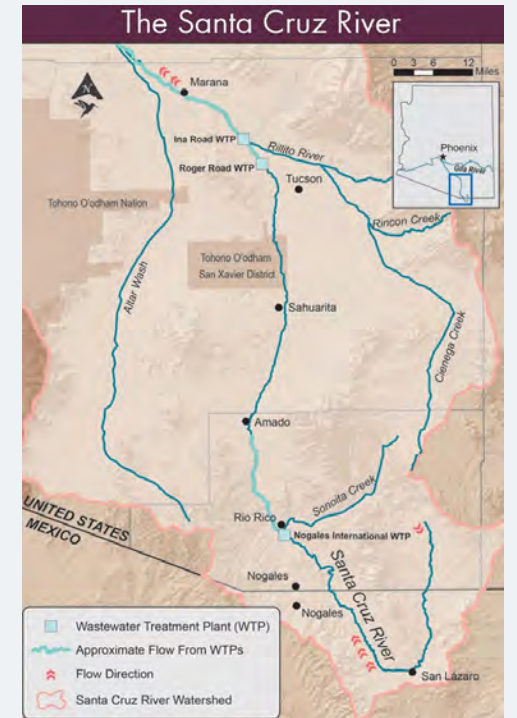 The Santa Cruz River
0 3 6 12
Miles
N
Marana
Phoenix
Gila River
Ina Road WTP
Rillito River
Roger Road WTP
Tucson
Tohono O'odham Nation
Rincon Creek
Tohono O'odham
San Xavier District
Altar Wash
Sahuarita
Cienega Creek
Amado
Sonoita Creek
UNITED STATES
MEXICO
Rio Rico
Nogales International WTP
Santa Cruz River
Nogales
Nogales
San Lázaro
Wastewater Treatment Plant (WTP)
Approximate Flow From WTPs
Flow Direction
Santa Cruz River Watershed